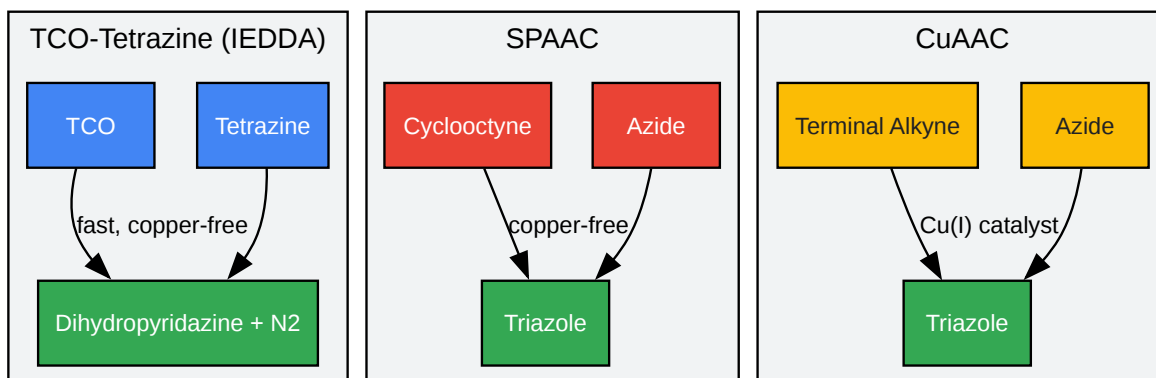 TCO-Tetrazine (IEDDA)
TCO
Tetrazine
fast, copper-free
Dihydropyridazine + N2
SPAAC
Cyclooctyne
Azide
copper-free
Triazole
CuAAC
Terminal Alkyne
Azide
Cu(I) catalyst
Triazole